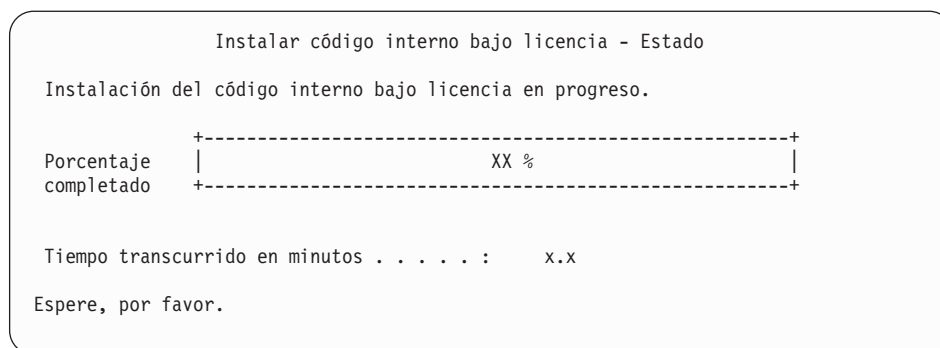 Instalar código interno bajo licencia - Estado
Instalación del código interno bajo licencia en progreso.
+------------------------------------------------------+
Porcentaje | XX % |
completado +------------------------------------------------------+
Tiempo transcurrido en minutos . . . . . : x.x
Espere, por favor.